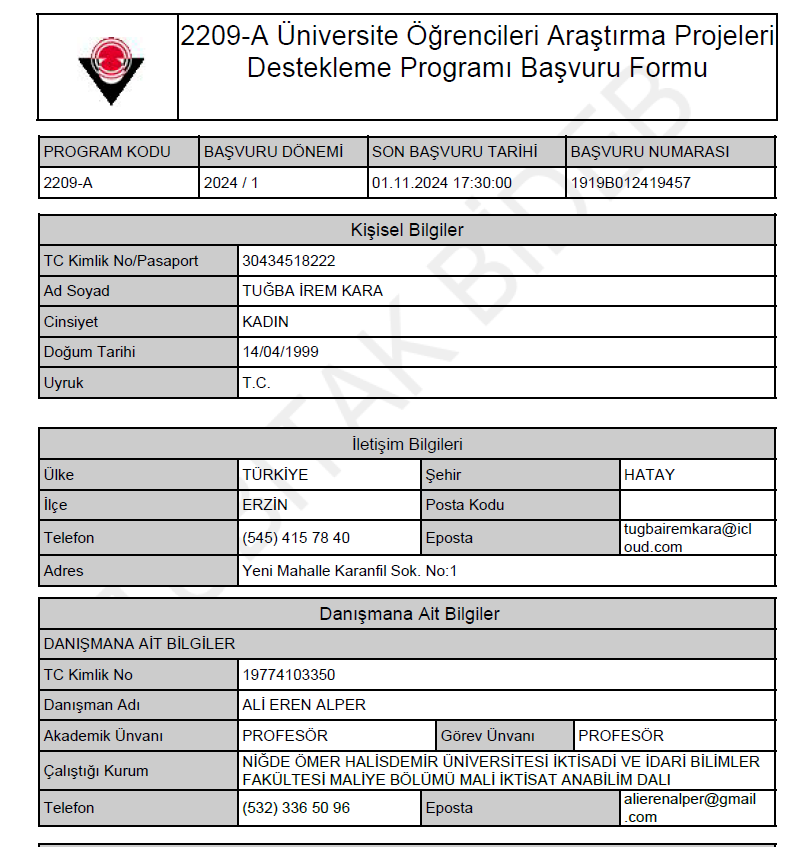 2209-A Üniversite Öğrencileri Araştırma Projeleri
Destekleme Programı Başvuru Formu
PROGRAM KODU BAŞVURU DÖNEMİ SON BAŞVURU TARİHİ BAŞVURU NUMARASI
2209-A 2024 / 1 01.11.2024 17:30:00 1919B012419457
Kişisel Bilgiler
TC Kimlik No/Pasaport 30434518222
Ad Soyad TUĞBA İREM KARA
Cinsiyet KADIN
Doğum Tarihi 14/04/1999
Uyruk T.C.
İletişim Bilgileri
Ülke TÜRKİYE Şehir HATAY
İlçe ERZİN Posta Kodu
Telefon (545) 415 78 40 Eposta tugbairemkara@icl
oud.com
Adres Yeni Mahalle Karanfil Sok. No:1
Danışmana Ait Bilgiler
DANIŞMANA AİT BİLGİLER
TC Kimlik No 19774103350
Danışman Adı ALİ EREN ALPER
Akademik Ünvanı PROFESÖR Görev Ünvanı PROFESÖR
Çalıştığı Kurum NİĞDE ÖMER HALİSDEMİR ÜNİVERSİTESİ İKTİSADİ VE İDARİ BİLİMLER
FAKÜLTESİ MALİYE BÖLÜMÜ MALİ İKTİSAT ANABİLİM DALI
Telefon (532) 336 50 96 Eposta alierenalper@gmail
.com
TÜBİTAK BİDEB